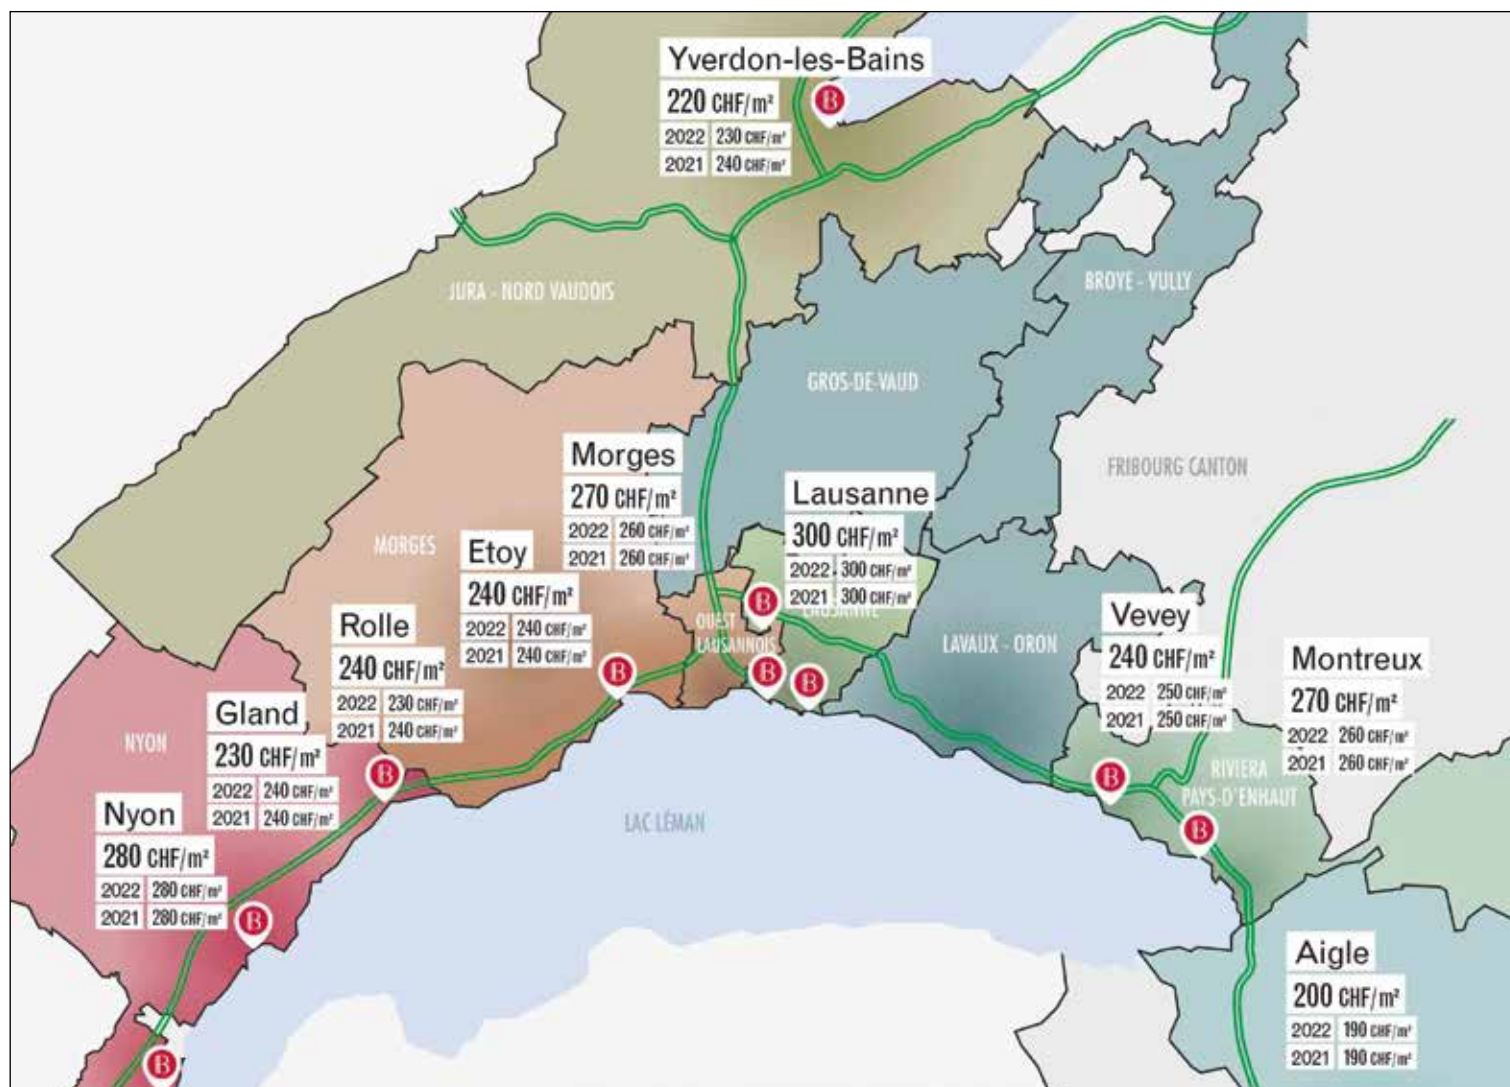 Yverdon-les-Bains
220 CHF/m²
2022 230 CHF/m²
2021 240 CHF/m²
JURA - NORD VAUDOIS
BROYE - VULLY
GROS-DE-VAUD
FRIBOURG CANTON
Morges
270 CHF/m²
2022 260 CHF/m²
2021 260 CHF/m²
Lausanne
300 CHF/m²
2022 300 CHF/m²
2021 300 CHF/m²
LAUSANNE
MORGES
Etoy
240 CHF/m²
2022 240 CHF/m²
2021 240 CHF/m²
OUEST
LAUSANNOIS
LAVAUX - ORON
Rolle
240 CHF/m²
2022 230 CHF/m²
2021 240 CHF/m²
Vevey
240 CHF/m²
2022 250 CHF/m²
2021 250 CHF/m²
Montreux
270 CHF/m²
2022 260 CHF/m²
2021 260 CHF/m²
Gland
230 CHF/m²
2022 240 CHF/m²
2021 240 CHF/m²
NYON
RIVIERA
PAYS-D'ENHAUT
LAC LÉMAN
Nyon
280 CHF/m²
2022 280 CHF/m²
2021 280 CHF/m²
Aigle
200 CHF/m²
2022 190 CHF/m²
2021 190 CHF/m²
B
B
B
B
B
B
B
B
B
B